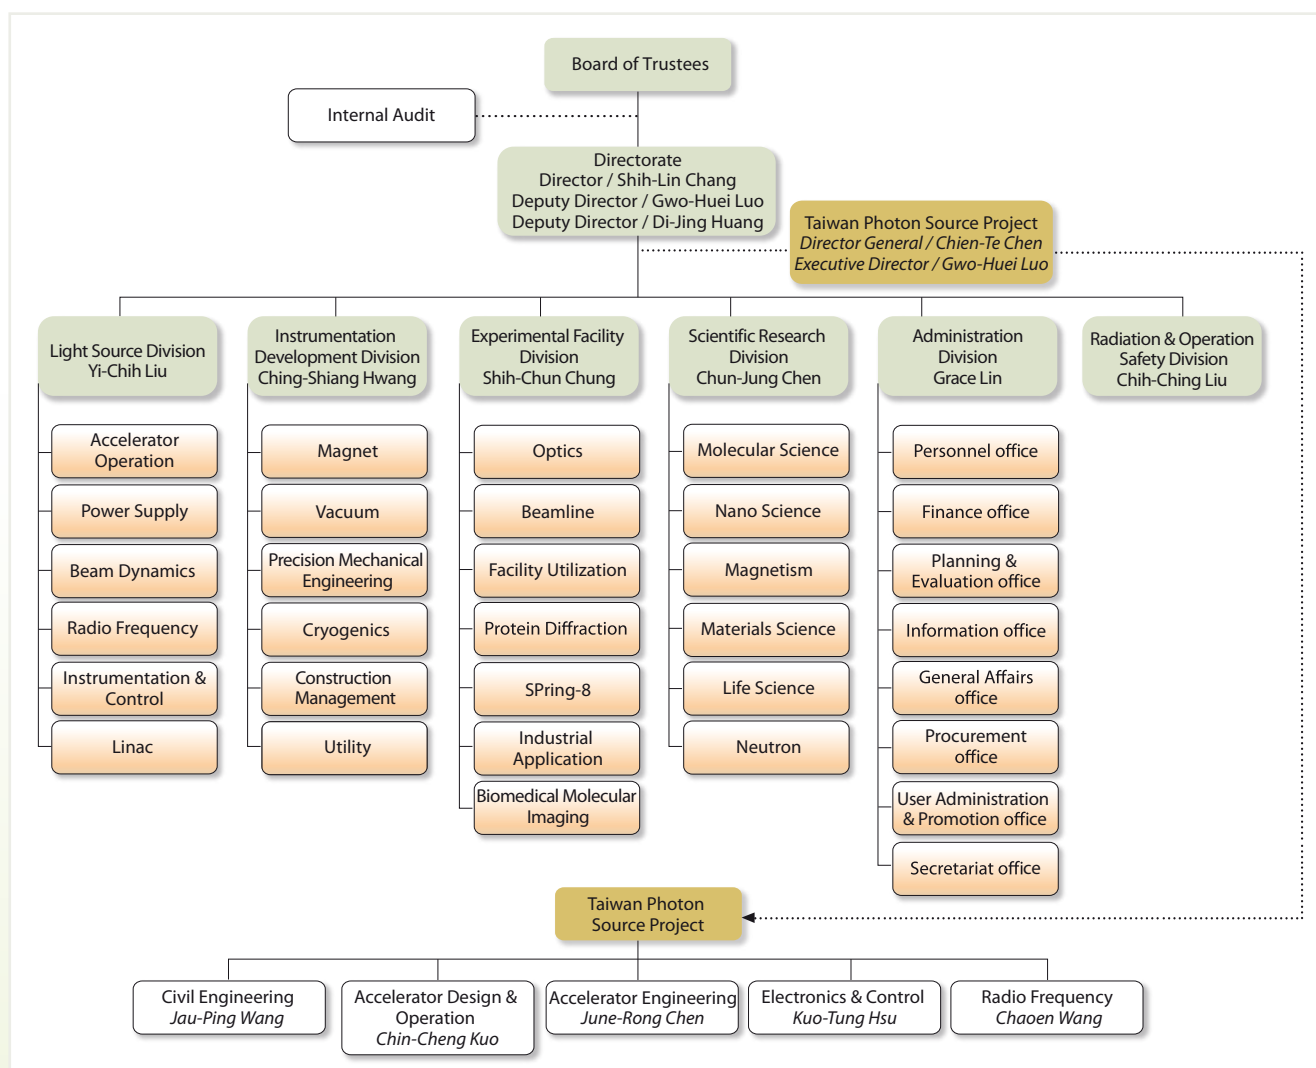 Board of Trustees
Internal Audit
Directorate
Director / Shih-Lin Chang
Deputy Director / Gwo-Huei Luo
Deputy Director / Di-Jing Huang
Taiwan Photon Source Project
Director General / Chien-Te Chen
Executive Director / Gwo-Huei Luo
Light Source Division
Yi-Chih Liu
Accelerator
Operation
Power Supply
Beam Dynamics
Radio Frequency
Instrumentation &
Control
Linac
Instrumentation
Development Division
Ching-Shiang Hwang
Magnet
Vacuum
Precision Mechanical
Engineering
Cryogenics
Construction
Management
Utility
Experimental Facility
Division
Shih-Chun Chung
Optics
Beamline
Facility Utilization
Protein Diffraction
SPring-8
Industrial
Application
Biomedical Molecular
Imaging
Scientific Research
Division
Chun-Jung Chen
Molecular Science
Nano Science
Magnetism
Materials Science
Life Science
Neutron
Administration
Division
Grace Lin
Personnel office
Finance office
Planning &
Evaluation office
Information office
General Affairs
office
Procurement
office
User Administration
& Promotion office
Secretariat office
Radiation & Operation
Safety Division
Chih-Ching Liu
Taiwan Photon
Source Project
Civil Engineering
Jau-Ping Wang
Accelerator Design &
Operation
Chin-Cheng Kuo
Accelerator Engineering
June-Rong Chen
Electronics & Control
Kuo-Tung Hsu
Radio Frequency
Chaoen Wang